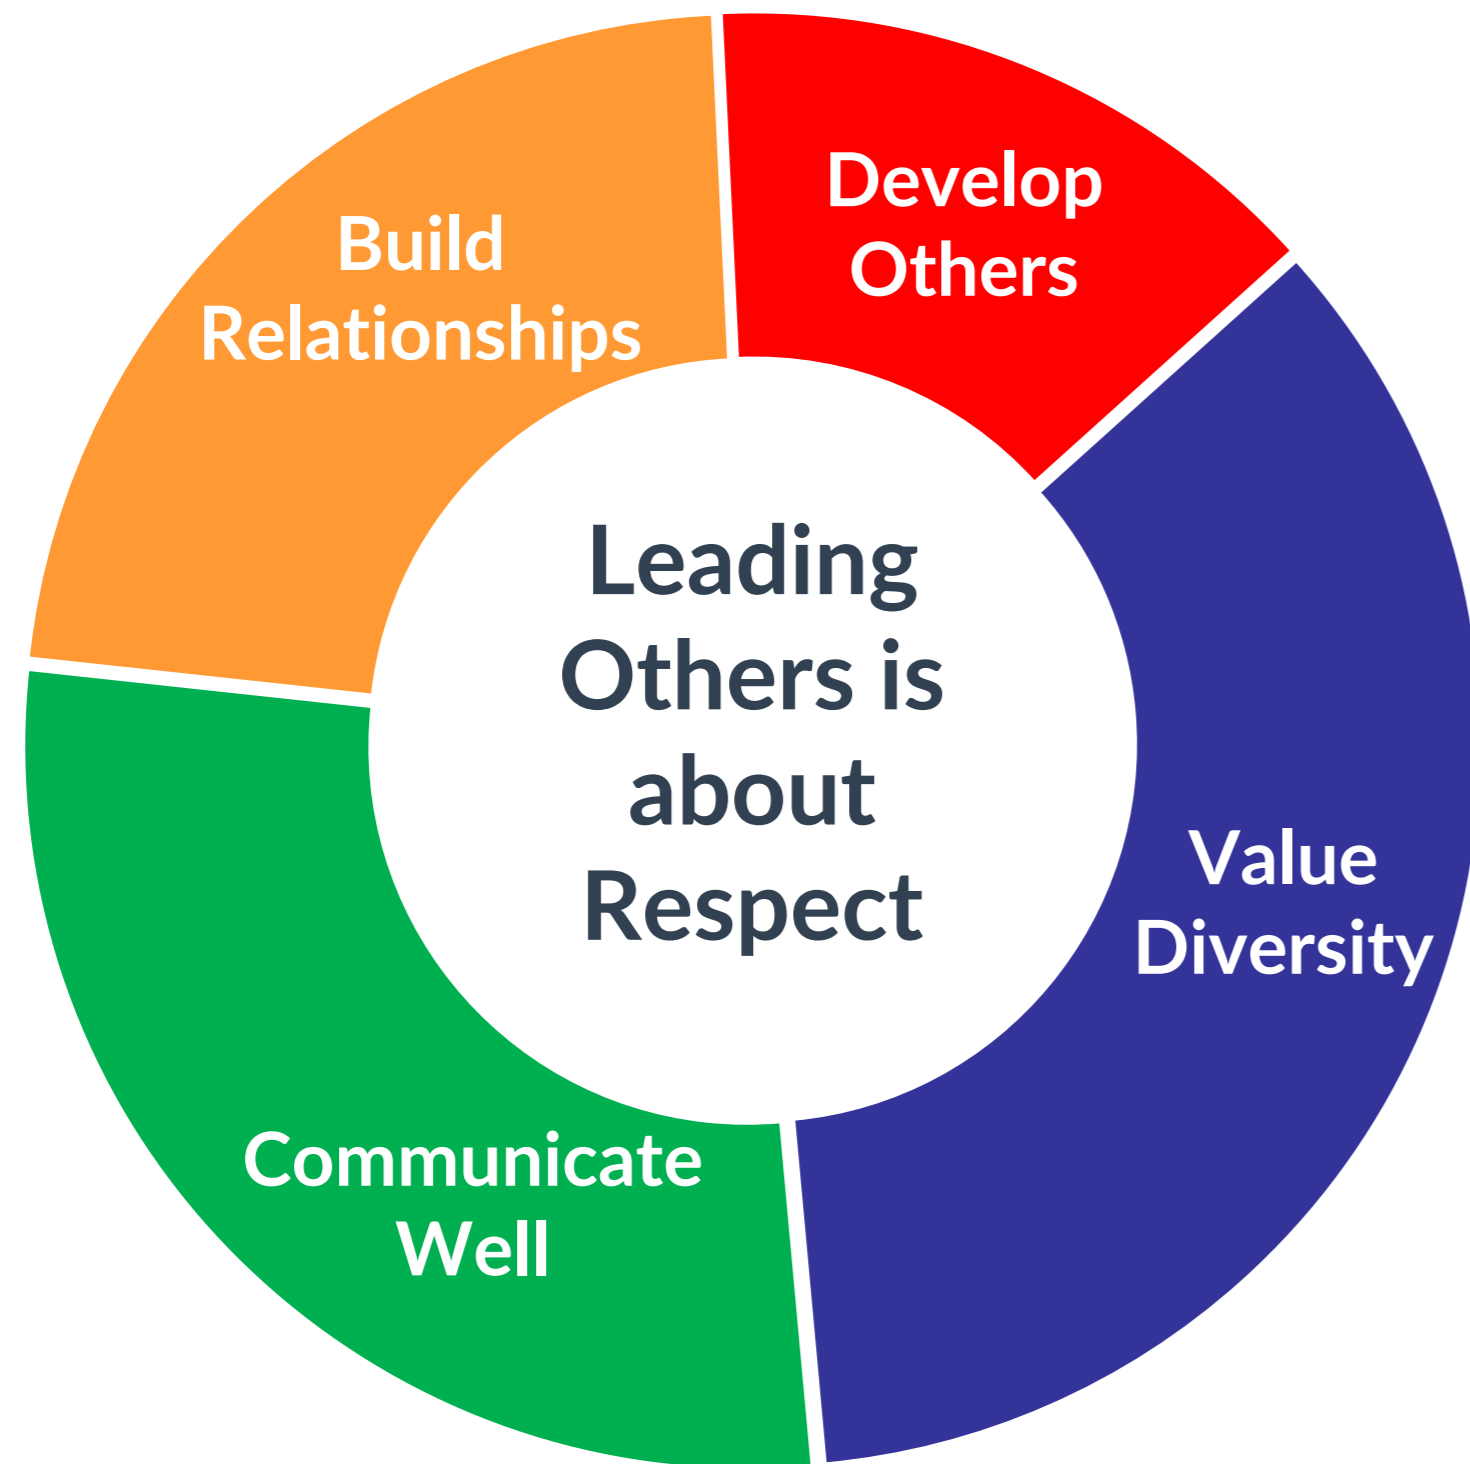 Develop
Others
Build
Relationships
Leading
Others is
about
Respect
Value
Diversity
Communicate
Well